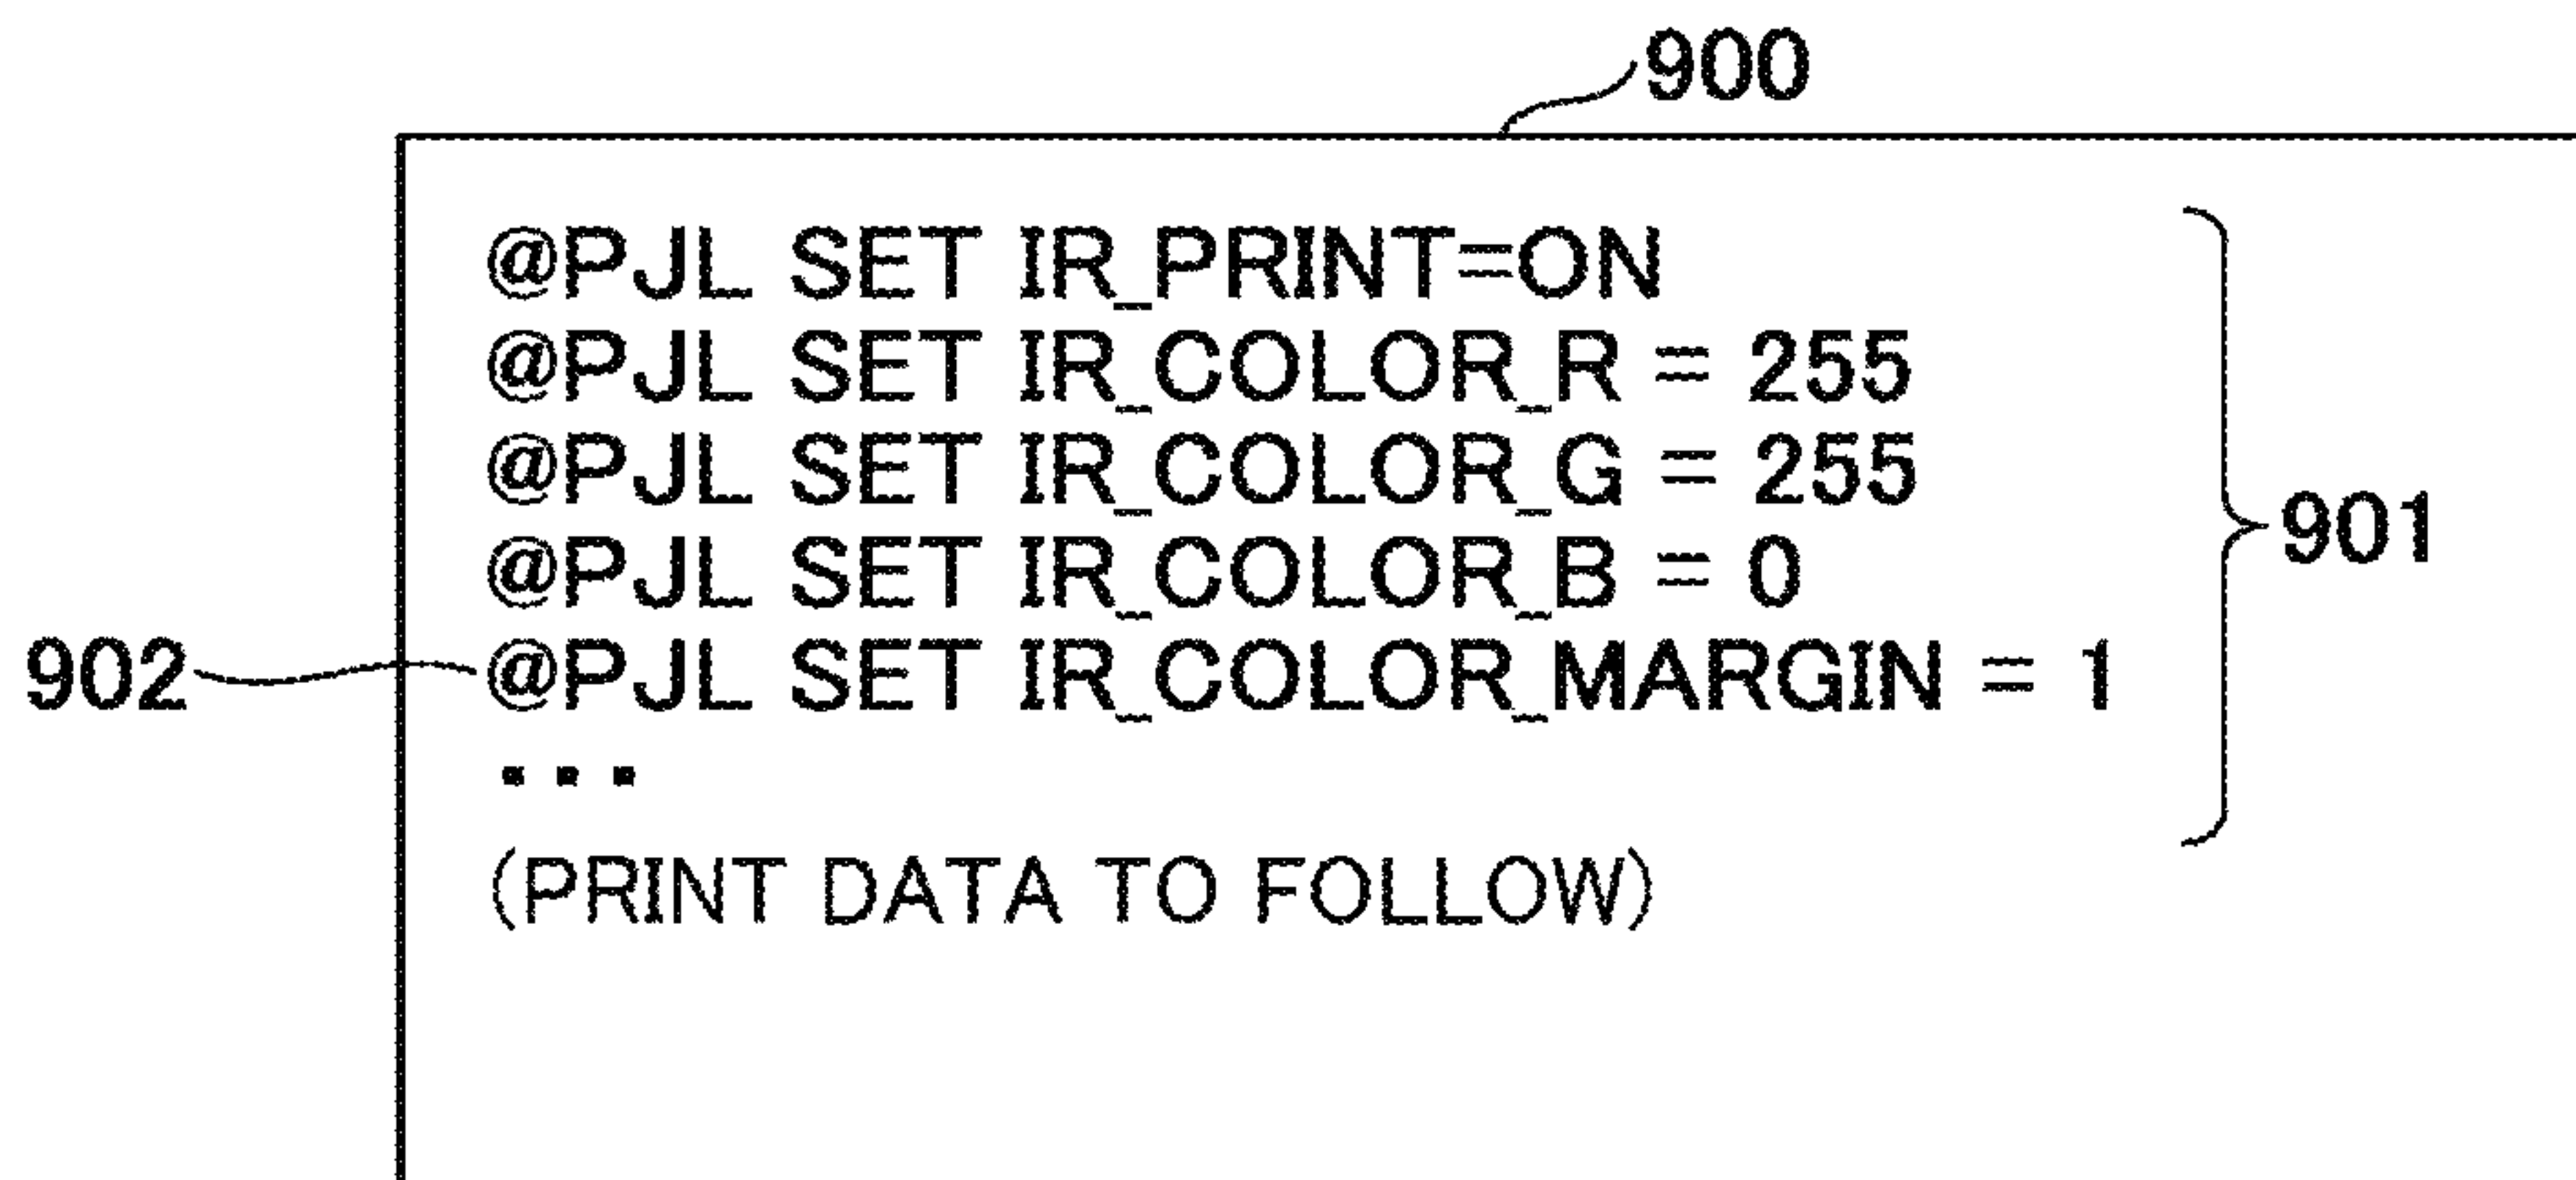 900
@PJL SET IR_PRINT=ON
@PJL SET IR_COLOR_R = 255
@PJL SET IR_COLOR_G = 255
@PJL SET IR_COLOR_B = 0
901
902
@PJL SET IR_COLOR_MARGIN = 1
...
(PRINT DATA TO FOLLOW)